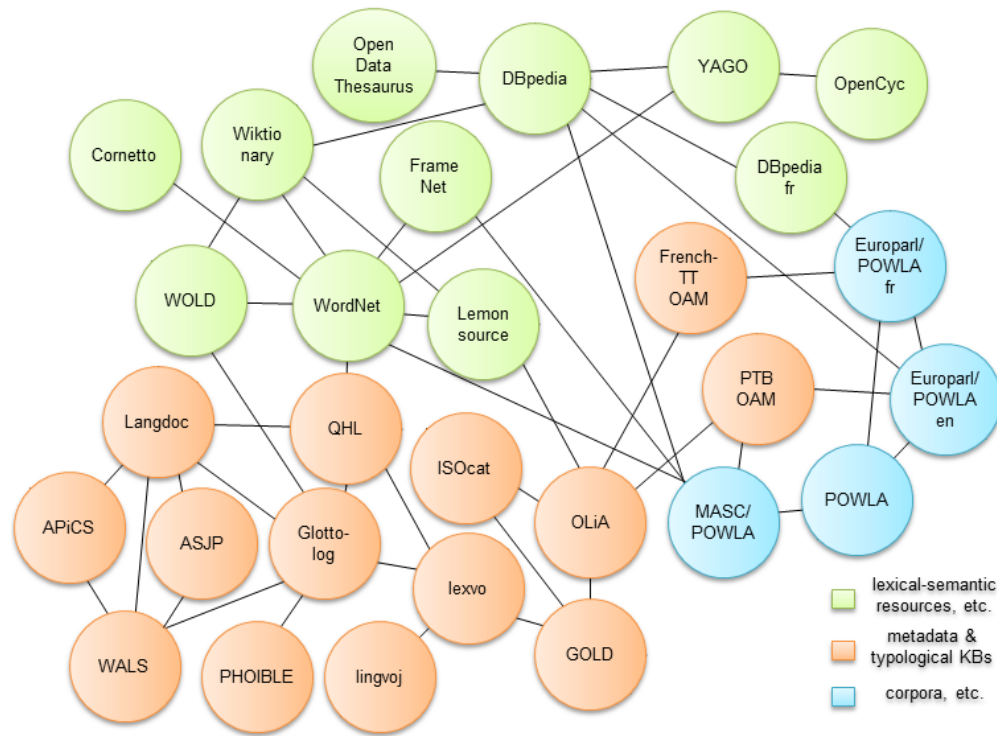 Open
Data
Thesaurus
DBpedia
YAGO
OpenCyc
Cornetto
Wiktio
nary
Frame
Net
DBpedia
fr
WOLD
WordNet
Lemon
source
French-
TT
OAM
Europarl/
POWLA
fr
PTB
OAM
Europarl/
POWLA
en
Langdoc
QHL
ISOcat
OLiA
MASC/
POWLA
POWLA
APiCS
ASJP
Glotto-
log
lexvo
WALS
PHOIBLE
lingvoj
GOLD
lexical-semantic
resources, etc.
metadata &
typological KBs
corpora, etc.